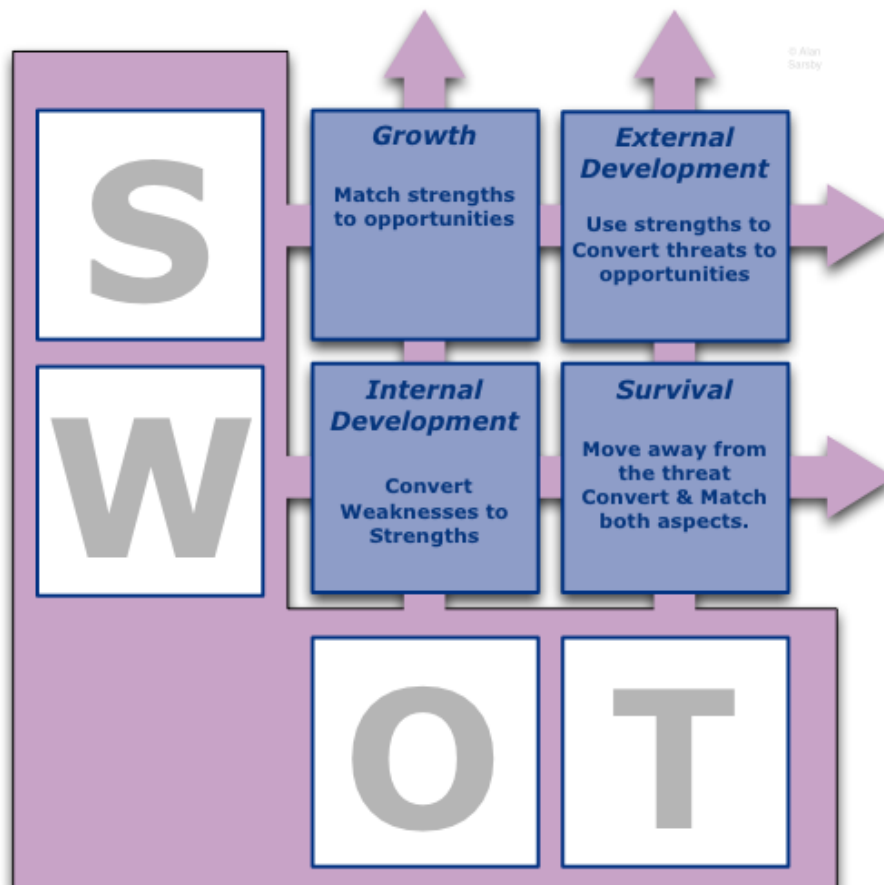 © Alan
Sarsby
S
Growth
Match strengths
to opportunities
External
Development
Use strengths to
Convert threats to
opportunities
W
Internal
Development
Convert
Weaknesses to
Strengths
Survival
Move away from
the threat
Convert & Match
both aspects.
O
T